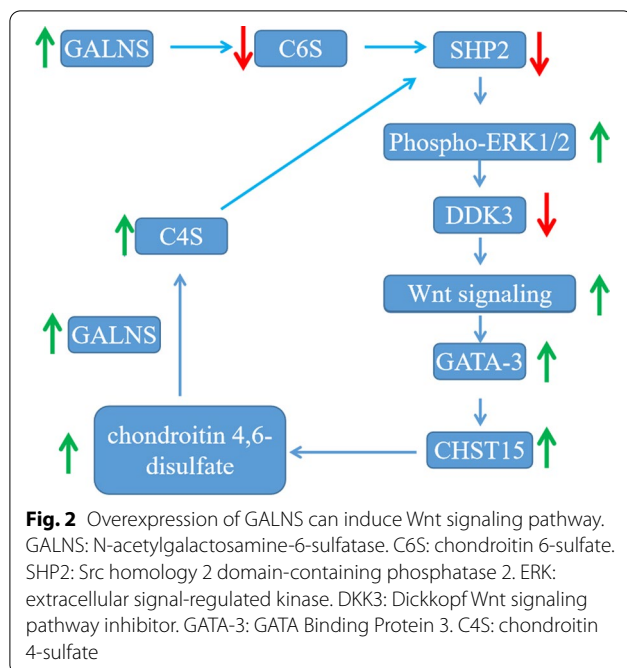 GALNS
C6S
SHP2
Phospho-ERK1/2
DDK3
C4S
Wnt signaling
GALNS
GATA-3
chondroitin 4,6-
disulfate
CHST15
Fig. 2 Overexpression of GALNS can induce Wnt signaling pathway.
GALNS: N-acetylgalactosamine-6-sulfatase. C6S: chondroitin 6-sulfate.
SHP2: Src homology 2 domain-containing phosphatase 2. ERK:
extracellular signal-regulated kinase. DKK3: Dickkopf Wnt signaling
pathway inhibitor. GATA-3: GATA Binding Protein 3. C4S: chondroitin
4-sulfate